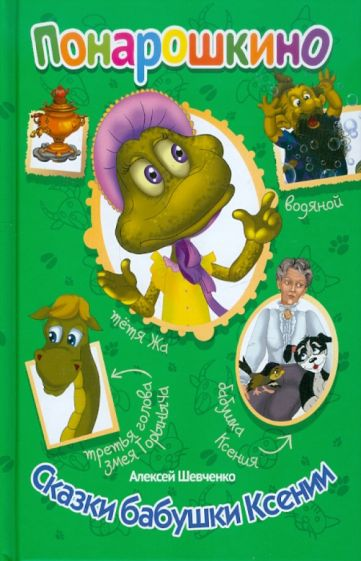 Понарошкино
водяной
тётя Жа
третья голова
Змея Горыныча
бабушка
Ксения
Алексей Шевченко
Сказки бабушки Ксении